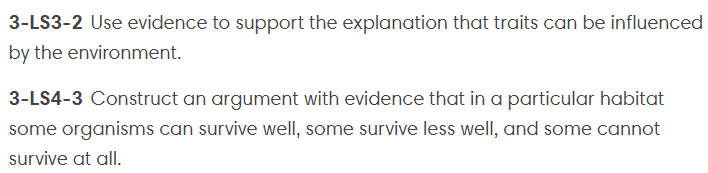 3-LS3-2 Use evidence to support the explanation that traits can be influenced
by the environment.
3-LS4-3 Construct an argument with evidence that in a particular habitat
some organisms can survive well, some survive less well, and some cannot
survive at all.